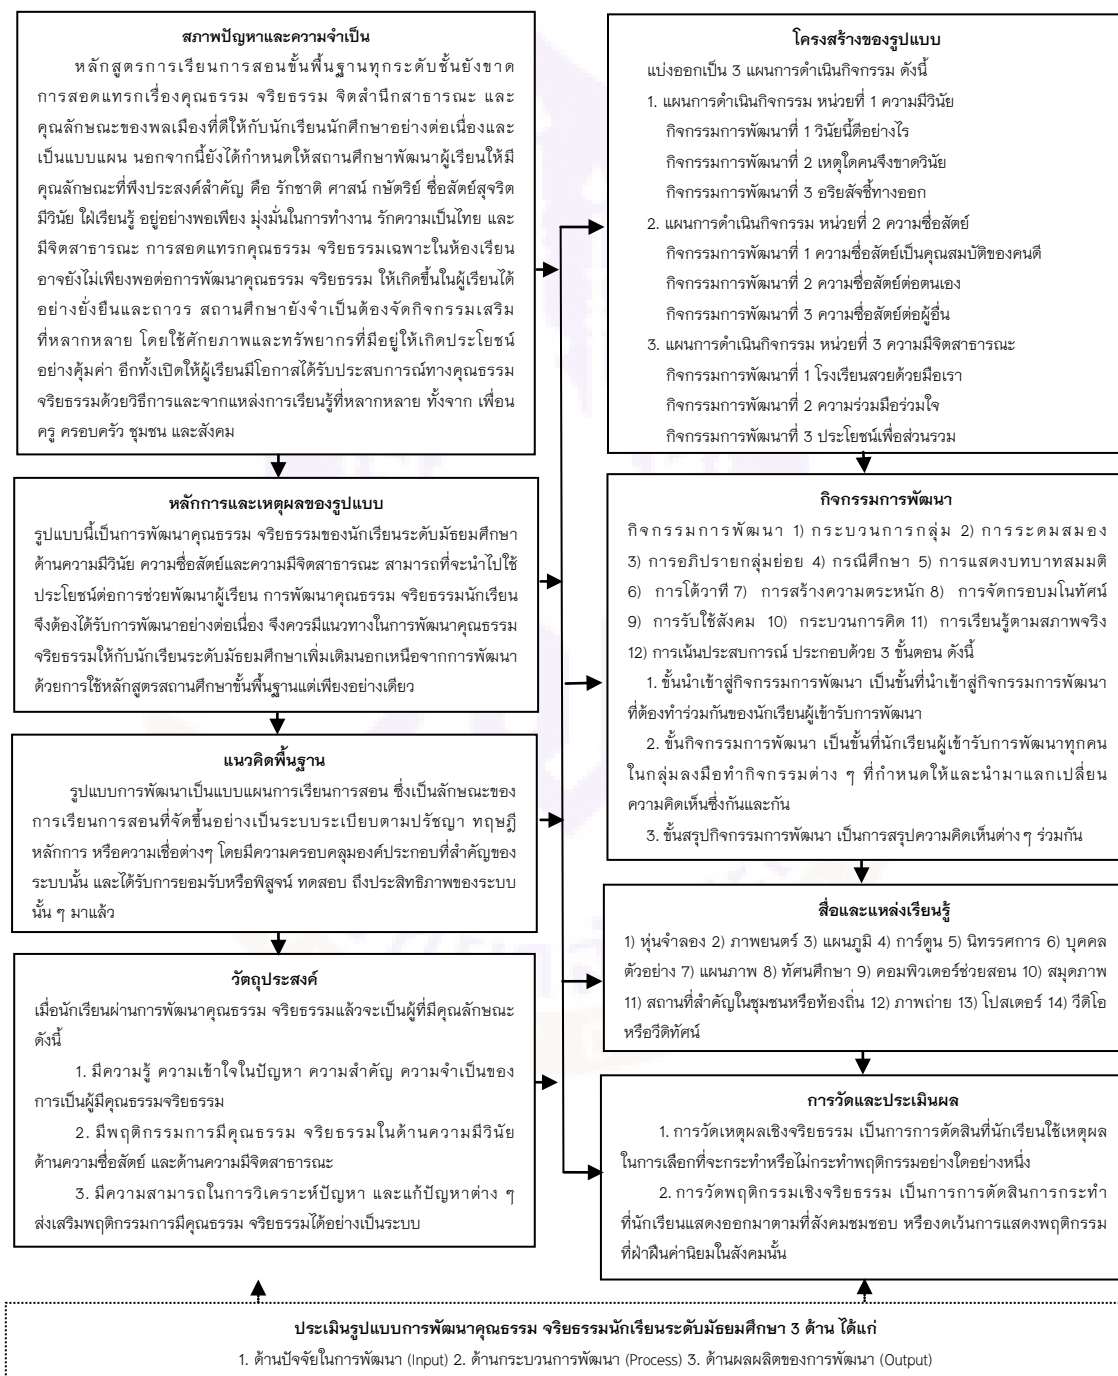 สภาพปัญหาและความจำเป็น
หลักสูตรการเรียนการสอนขั้นพื้นฐานทุกระดับชั้นยังขาด
การสอดแทรกเรื่องคุณธรรม จริยธรรม จิตสำนึกสาธารณะ และ
คุณลักษณะของพลเมืองที่ดีให้กับนักเรียนนักศึกษาอย่างต่อเนื่องและ
เป็นแบบแผน นอกจากนี้ยังได้กำหนดให้สถานศึกษาพัฒนาผู้เรียนให้มี
คุณลักษณะที่พึงประสงค์สำคัญ คือ รักชาติ ศาสน์ กษัตริย์ ซื่อสัตย์สุจริต
มีวินัย ใฝ่เรียนรู้ อยู่อย่างพอเพียง มุ่งมั่นในการทำงาน รักความเป็นไทย และ
มีจิตสาธารณะ การสอดแทรกคุณธรรม จริยธรรมเฉพาะในห้องเรียน
อาจยังไม่เพียงพอต่อการพัฒนาคุณธรรม จริยธรรม ให้เกิดขึ้นในผู้เรียนได้
อย่างยั่งยืนและถาวร สถานศึกษายังจำเป็นต้องจัดกิจกรรมเสริม
ที่หลากหลาย โดยใช้ศักยภาพและทรัพยากรที่มีอยู่ให้เกิดประโยชน์
อย่างคุ้มค่า อีกทั้งเปิดให้ผู้เรียนมีโอกาสได้รับประสบการณ์ทางคุณธรรม
จริยธรรมด้วยวิธีการและจากแหล่งการเรียนรู้ที่หลากหลาย ทั้งจาก เพื่อน
ครู ครอบครัว ชุมชน และสังคม
หลักการและเหตุผลของรูปแบบ
รูปแบบนี้เป็นการพัฒนาคุณธรรม จริยธรรมของนักเรียนระดับมัธยมศึกษา
ด้านความมีวินัย ความซื่อสัตย์และความมีจิตสาธารณะ สามารถที่จะนำไปใช้
ประโยชน์ต่อการช่วยพัฒนาผู้เรียน การพัฒนาคุณธรรม จริยธรรมนักเรียน
จึงต้องได้รับการพัฒนาอย่างต่อเนื่อง จึงควรมีแนวทางในการพัฒนาคุณธรรม
จริยธรรมให้กับนักเรียนระดับมัธยมศึกษาเพิ่มเติมนอกเหนือจากการพัฒนา
ด้วยการใช้หลักสูตรสถานศึกษาขั้นพื้นฐานแต่เพียงอย่างเดียว
แนวคิดพื้นฐาน
รูปแบบการพัฒนาเป็นแบบแผนการเรียนการสอน ซึ่งเป็นลักษณะของ
การเรียนการสอนที่จัดขึ้นอย่างเป็นระบบระเบียบตามปรัชญา ทฤษฎี
หลักการ หรือความเชื่อต่างๆ โดยมีความครอบคลุมองค์ประกอบที่สำคัญของ
ระบบนั้น และได้รับการยอมรับหรือพิสูจน์ ทดสอบ ถึงประสิทธิภาพของระบบ
นั้น ๆ มาแล้ว
วัตถุประสงค์
เมื่อนักเรียนผ่านการพัฒนาคุณธรรม จริยธรรมแล้วจะเป็นผู้ที่มีคุณลักษณะ
ดังนี้
1. มีความรู้ ความเข้าใจในปัญหา ความสำคัญ ความจำเป็นของ
การเป็นผู้มีคุณธรรมจริยธรรม
2. มีพฤติกรรมการมีคุณธรรม จริยธรรมในด้านความมีวินัย
ด้านความซื่อสัตย์ และด้านความมีจิตสาธารณะ
3. มีความสามารถในการวิเคราะห์ปัญหา และแก้ปัญหาต่าง ๆ
ส่งเสริมพฤติกรรมการมีคุณธรรม จริยธรรมได้อย่างเป็นระบบ
โครงสร้างของรูปแบบ
แบ่งออกเป็น 3 แผนการดำเนินกิจกรรม ดังนี้
1. แผนการดำเนินกิจกรรม หน่วยที่ 1 ความมีวินัย
กิจกรรมการพัฒนาที่ 1 วินัยนี้ดีอย่างไร
กิจกรรมการพัฒนาที่ 2 เหตุใดคนจึงขาดวินัย
กิจกรรมการพัฒนาที่ 3 อริยสัจชี้ทางออก
2. แผนการดำเนินกิจกรรม หน่วยที่ 2 ความซื่อสัตย์
กิจกรรมการพัฒนาที่ 1 ความซื่อสัตย์เป็นคุณสมบัติของคนดี
กิจกรรมการพัฒนาที่ 2 ความซื่อสัตย์ต่อตนเอง
กิจกรรมการพัฒนาที่ 3 ความซื่อสัตย์ต่อผู้อื่น
3. แผนการดำเนินกิจกรรม หน่วยที่ 3 ความมีจิตสาธารณะ
กิจกรรมการพัฒนาที่ 1 โรงเรียนสวยด้วยมือเรา
กิจกรรมการพัฒนาที่ 2 ความร่วมมือร่วมใจ
กิจกรรมการพัฒนาที่ 3 ประโยชน์เพื่อส่วนรวม
กิจกรรมการพัฒนา
กิจกรรมการพัฒนา 1) กระบวนการกลุ่ม 2) การระดมสมอง
3) การอภิปรายกลุ่มย่อย 4) กรณีศึกษา 5) การแสดงบทบาทสมมติ
6) การโต้วาที 7) การสร้างความตระหนัก 8) การจัดกรอบมโนทัศน์
9) การรับใช้สังคม 10) กระบวนการคิด 11) การเรียนรู้ตามสภาพจริง
12) การเน้นประสบการณ์ ประกอบด้วย 3 ขั้นตอน ดังนี้
1. ขั้นนำเข้าสู่กิจกรรมการพัฒนา เป็นขั้นที่นำเข้าสู่กิจกรรมการพัฒนา
ที่ต้องทำร่วมกันของนักเรียนผู้เข้ารับการพัฒนา
2. ขั้นกิจกรรมการพัฒนา เป็นขั้นที่นักเรียนผู้เข้ารับการพัฒนาทุกคน
ในกลุ่มลงมือทำกิจกรรมต่าง ๆ ที่กำหนดให้และนำมาแลกเปลี่ยน
ความคิดเห็นซึ่งกันและกัน
3. ขั้นสรุปกิจกรรมการพัฒนา เป็นการสรุปความคิดเห็นต่าง ๆ ร่วมกัน
สื่อและแหล่งเรียนรู้
1) หุ่นจำลอง 2) ภาพยนตร์ 3) แผนภูมิ 4) การ์ตูน 5) นิทรรศการ 6) บุคคล
ตัวอย่าง 7) แผนภาพ 8) ทัศนศึกษา 9) คอมพิวเตอร์ช่วยสอน 10) สมุดภาพ
11) สถานที่สำคัญในชุมชนหรือท้องถิ่น 12) ภาพถ่าย 13) โปสเตอร์ 14) วีดิโอ
หรือวีดิทัศน์
การวัดและประเมินผล
1. การวัดเหตุผลเชิงจริยธรรม เป็นการการตัดสินที่นักเรียนใช้เหตุผล
ในการเลือกที่จะกระทำหรือไม่กระทำพฤติกรรมอย่างใดอย่างหนึ่ง
2. การวัดพฤติกรรมเชิงจริยธรรม เป็นการการตัดสินการกระทำ
ที่นักเรียนแสดงออกมาตามที่สังคมชมชอบ หรืองดเว้นการแสดงพฤติกรรม
ที่ฝ่าฝืนค่านิยมในสังคมนั้น
ประเมินรูปแบบการพัฒนาคุณธรรม จริยธรรมนักเรียนระดับมัธยมศึกษา 3 ด้าน ได้แก่
1. ด้านปัจจัยในการพัฒนา (Input) 2. ด้านกระบวนการพัฒนา (Process) 3. ด้านผลผลิตของการพัฒนา (Output)